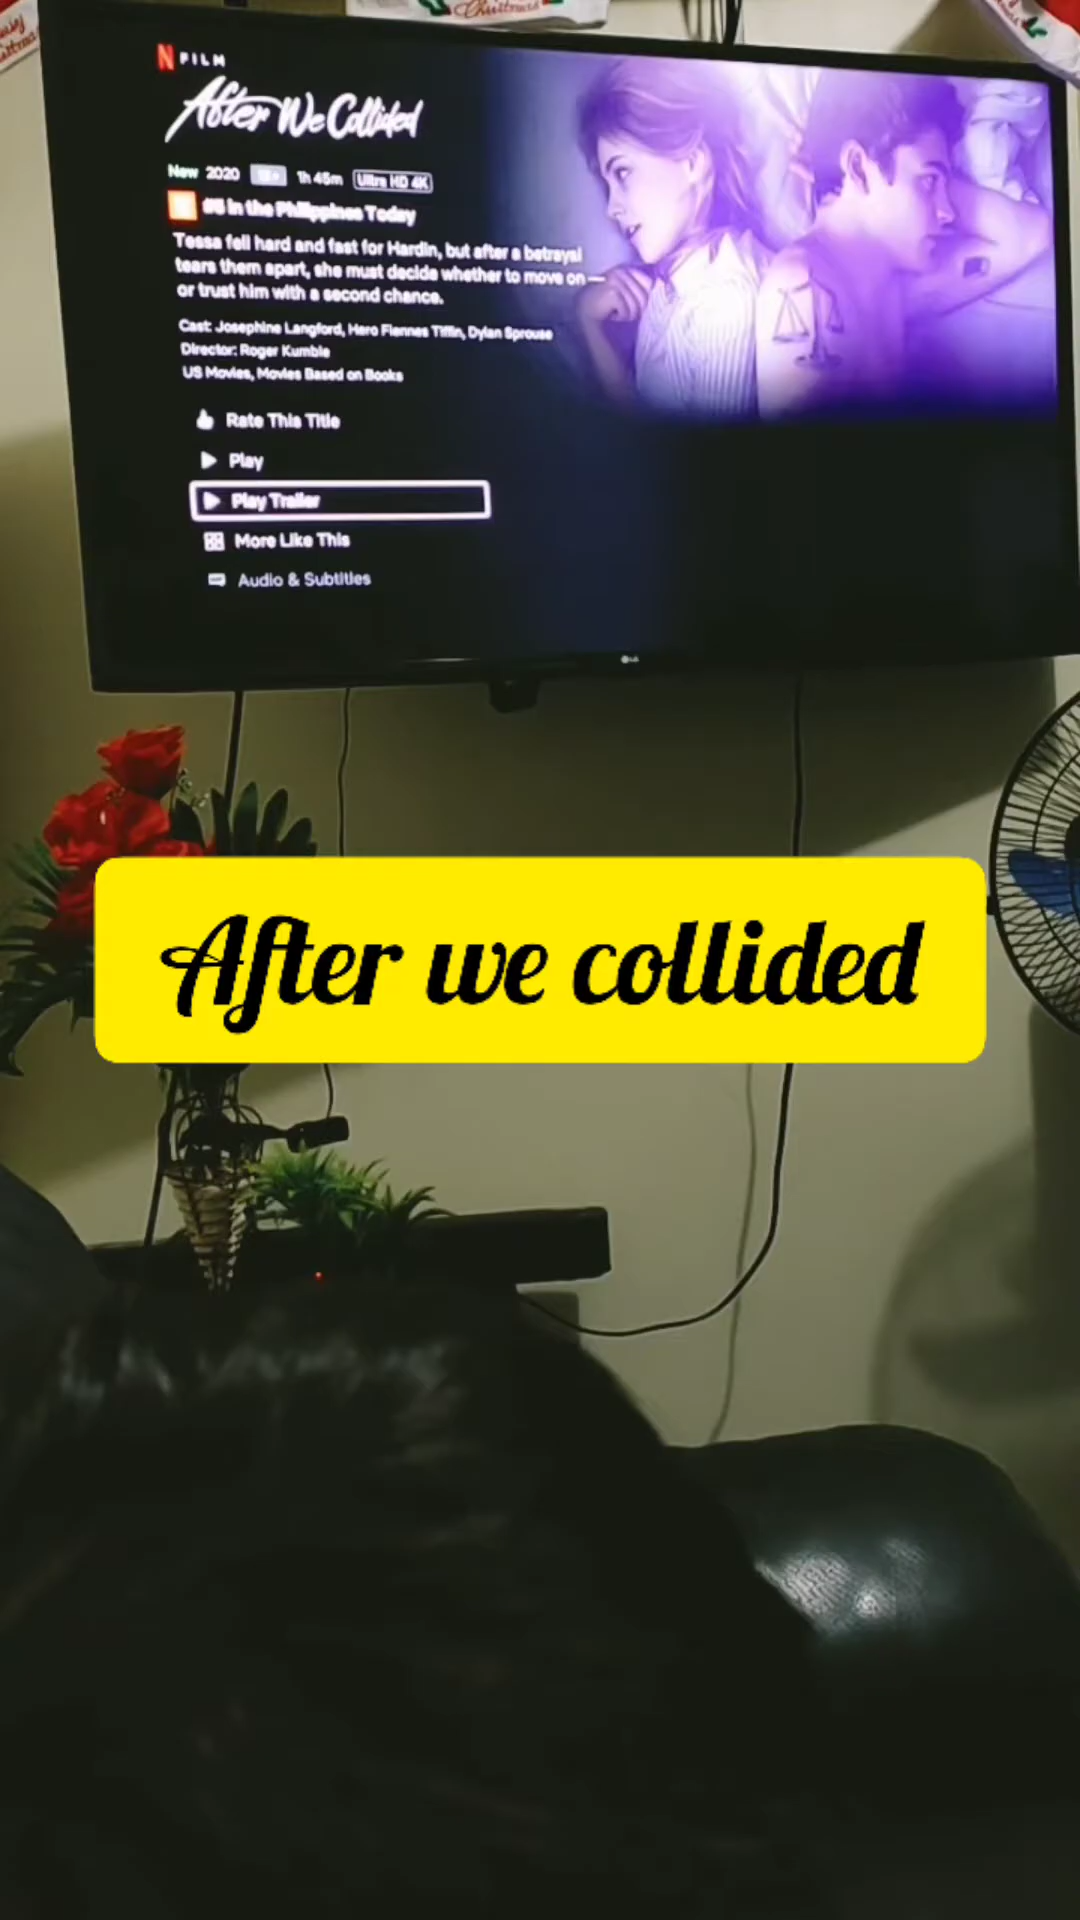 Christmas
N FILM
After We Collided
New 2020 1h 45m Ultra HD 4K
#5 in the Philippines Today
Tessa fell hard and fast for Hardin, but after a betrayal
tears them apart, she must decide whether to move on —
or trust him with a second chance.
Cast: Josephine Langford, Hero Fiennes Tiffin, Dylan Sprouse
Director: Roger Kumble
US Movies, Movies Based on Books
Rate This Title
Play
Play Trailer
More Like This
Audio & Subtitles
LG
After we collided